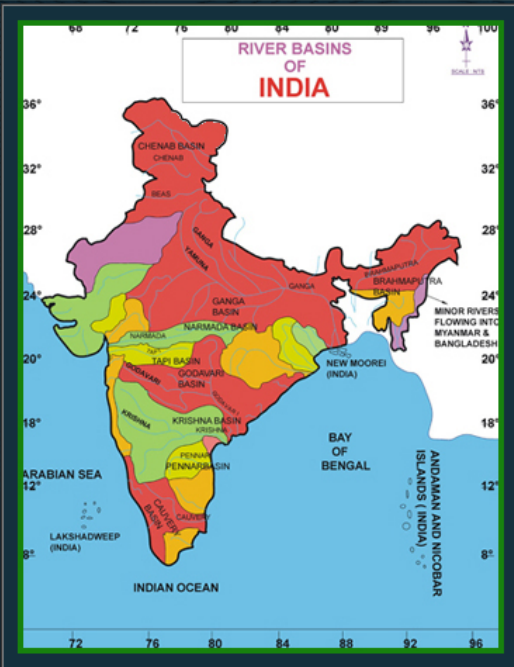 68 72 76 80 84 80 89 96 100
RIVER BASINS
OF
INDIA
SCALE : NTS
36°
36°
CHENAB BASIN
CHENAB
32°
32°
BEAS
28°
28°
GANGA
YAMUNA
GANGA
BRAHMAPUTRA
BRAHMAPUTRA
BASIN
24°
24°
GANGA
BASIN
MINOR RIVERS
FLOWING INTO
MYANMAR &
BANGLADESH
NARMADA BASIN
NARMADA
20°
20°
TAPI
TAPI BASIN
NEW MOOREI
(INDIA)
GODAVARI
GODAVARI
BASIN
GODAVARI
18°
18°
KRISHNA
KRISHNA BASIN
KRISHNA
BAY
OF
BENGAL
PENNAR
PENNARBASIN
ARABIAN SEA
12°
12°
ANDAMAN AND NICOBAR
ISLANDS ( INDIA)
CAUVERY
BASIN
CAUVERY
LAKSHADWEEP
(INDIA)
8°
8°
INDIAN OCEAN
72 76 80 84 88 92 96